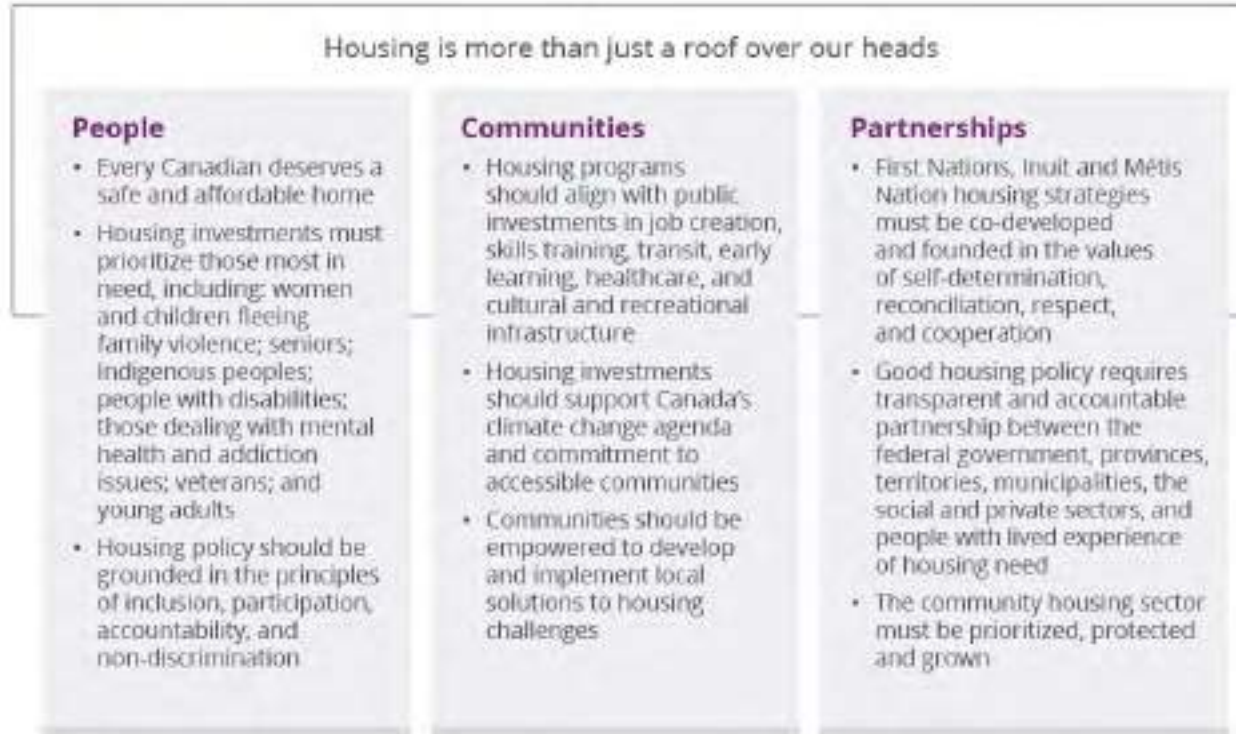 Housing is more than just a roof over our heads
People
• Every Canadian deserves a
safe and affordable home
• Housing investments must
prioritize those most in
need, including: women
and children fleeing
family violence; seniors;
Indigenous peoples;
people with disabilities;
those dealing with mental
health and addiction
issues; veterans; and
young adults
• Housing policy should be
grounded in the principles
of inclusion, participation,
accountability, and
non-discrimination
Communities
• Housing programs
should align with public
investments in job creation,
skills training, transit, early
learning, healthcare, and
cultural and recreational
infrastructure
• Housing investments
should support Canada's
climate change agenda
and commitment to
accessible communities
• Communities should be
empowered to develop
and implement local
solutions to housing
challenges
Partnerships
• First Nations, Inuit and Métis
Nation housing strategies
must be co-developed
and founded in the values
of self-determination,
reconciliation, respect,
and cooperation
• Good housing policy requires
transparent and accountable
partnership between the
federal government, provinces,
territories, municipalities, the
social and private sectors, and
people with lived experience
of housing need
• The community housing sector
must be prioritized, protected
and grown